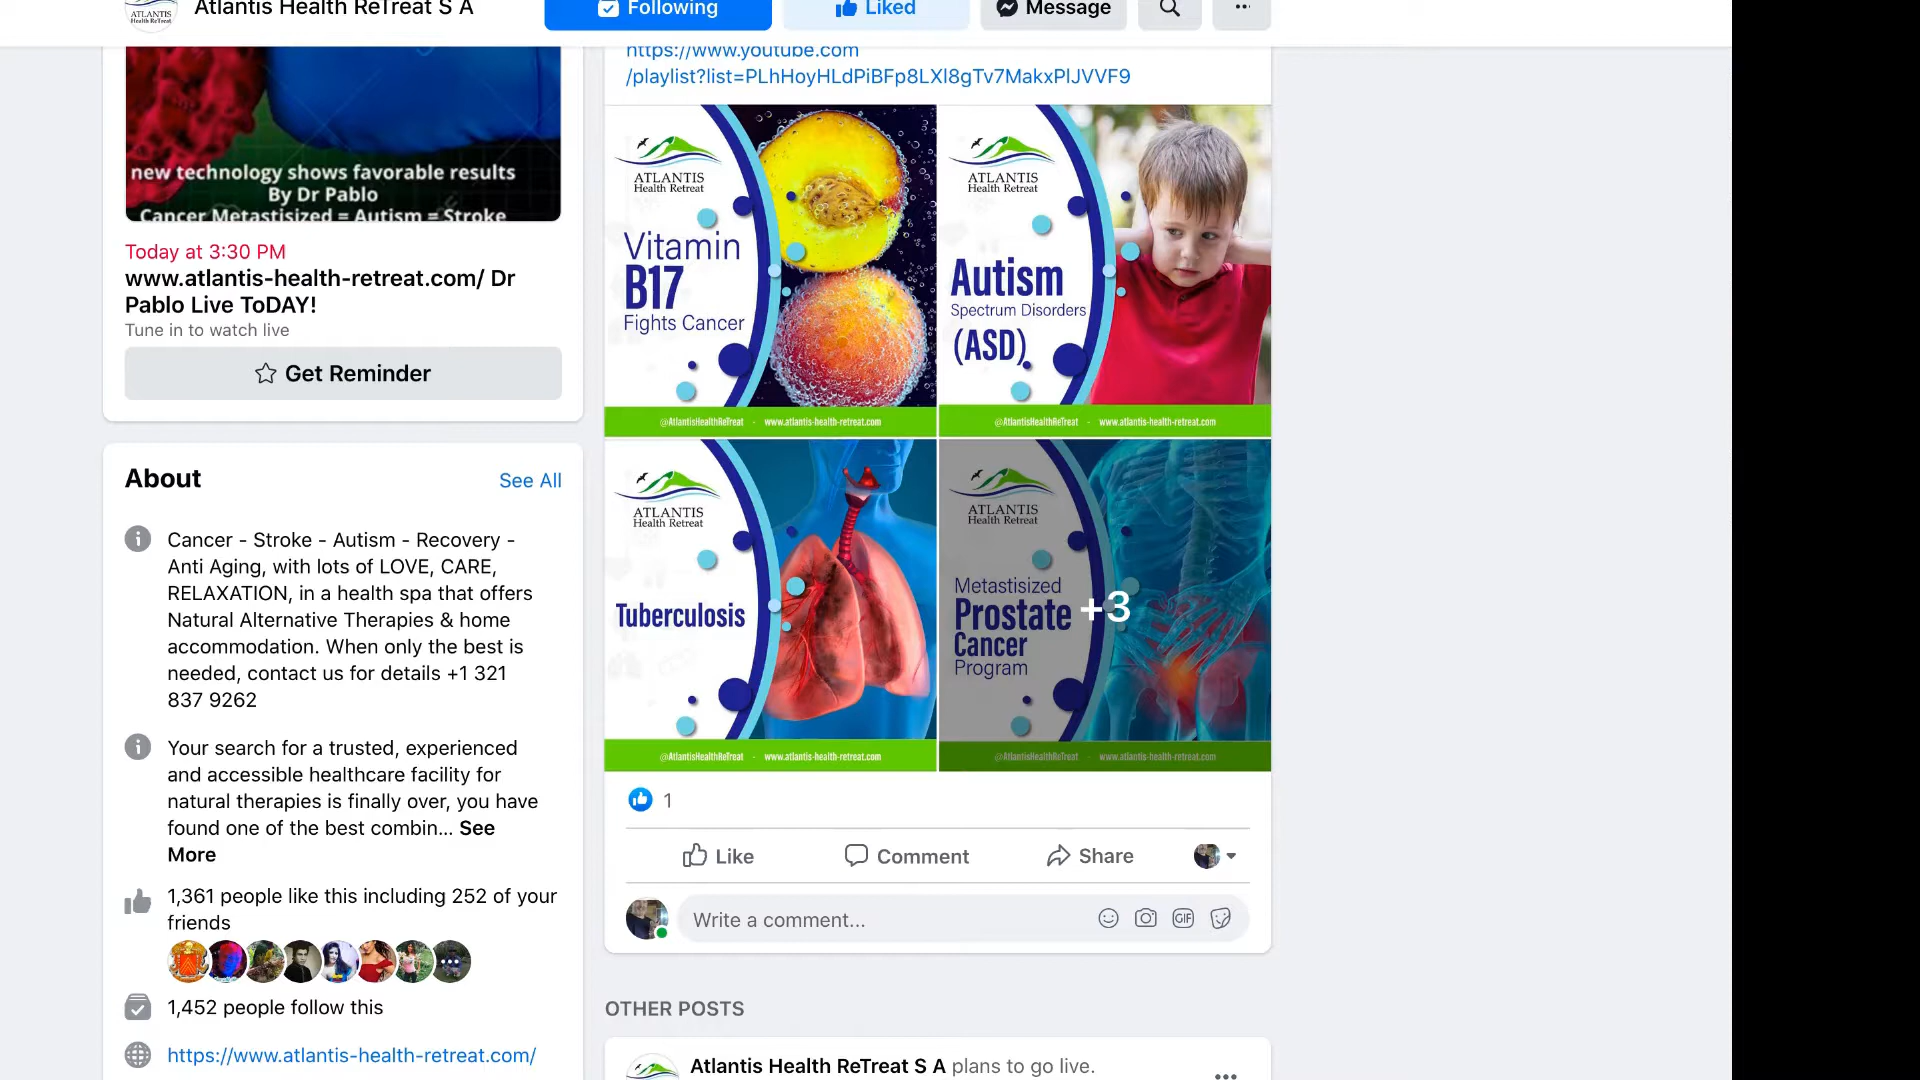 Atlantis Health ReTreat S A
Following
Liked
Message
new technology shows favorable results
By Dr Pablo
Cancer Metastisized = Autism = Stroke
Today at 3:30 PM
www.atlantis-health-retreat.com/ Dr
Pablo Live ToDAY!
Tune in to watch live
Get Reminder
About
See All
Cancer - Stroke - Autism - Recovery -
Anti Aging, with lots of LOVE, CARE,
RELAXATION, in a health spa that offers
Natural Alternative Therapies & home
accommodation. When only the best is
needed, contact us for details +1 321
837 9262
Your search for a trusted, experienced
and accessible healthcare facility for
natural therapies is finally over, you have
found one of the best combin... See
More
1,361 people like this including 252 of your
friends
1,452 people follow this
https://www.atlantis-health-retreat.com/
https://www.youtube.com
/playlist?list=PLhHoyHLdPiBFp8LXl8gTv7MakxPlJVVF9
ATLANTIS
Health Retreat
Vitamin
B17
Fights Cancer
@AtlantisHealthReTreat - www.atlantis-health-retreat.com
ATLANTIS
Health Retreat
Autism
Spectrum Disorders
(ASD)
@AtlantisHealthReTreat - www.atlantis-health-retreat.com
ATLANTIS
Health Retreat
Tuberculosis
@AtlantisHealthReTreat - www.atlantis-health-retreat.com
ATLANTIS
Health Retreat
Metastisized
Prostate
Cancer
Program
+3
@AtlantisHealthReTreat - www.atlantis-health-retreat.com
1
Like
Comment
Share
Write a comment...
GIF
OTHER POSTS
Atlantis Health ReTreat S A plans to go live.